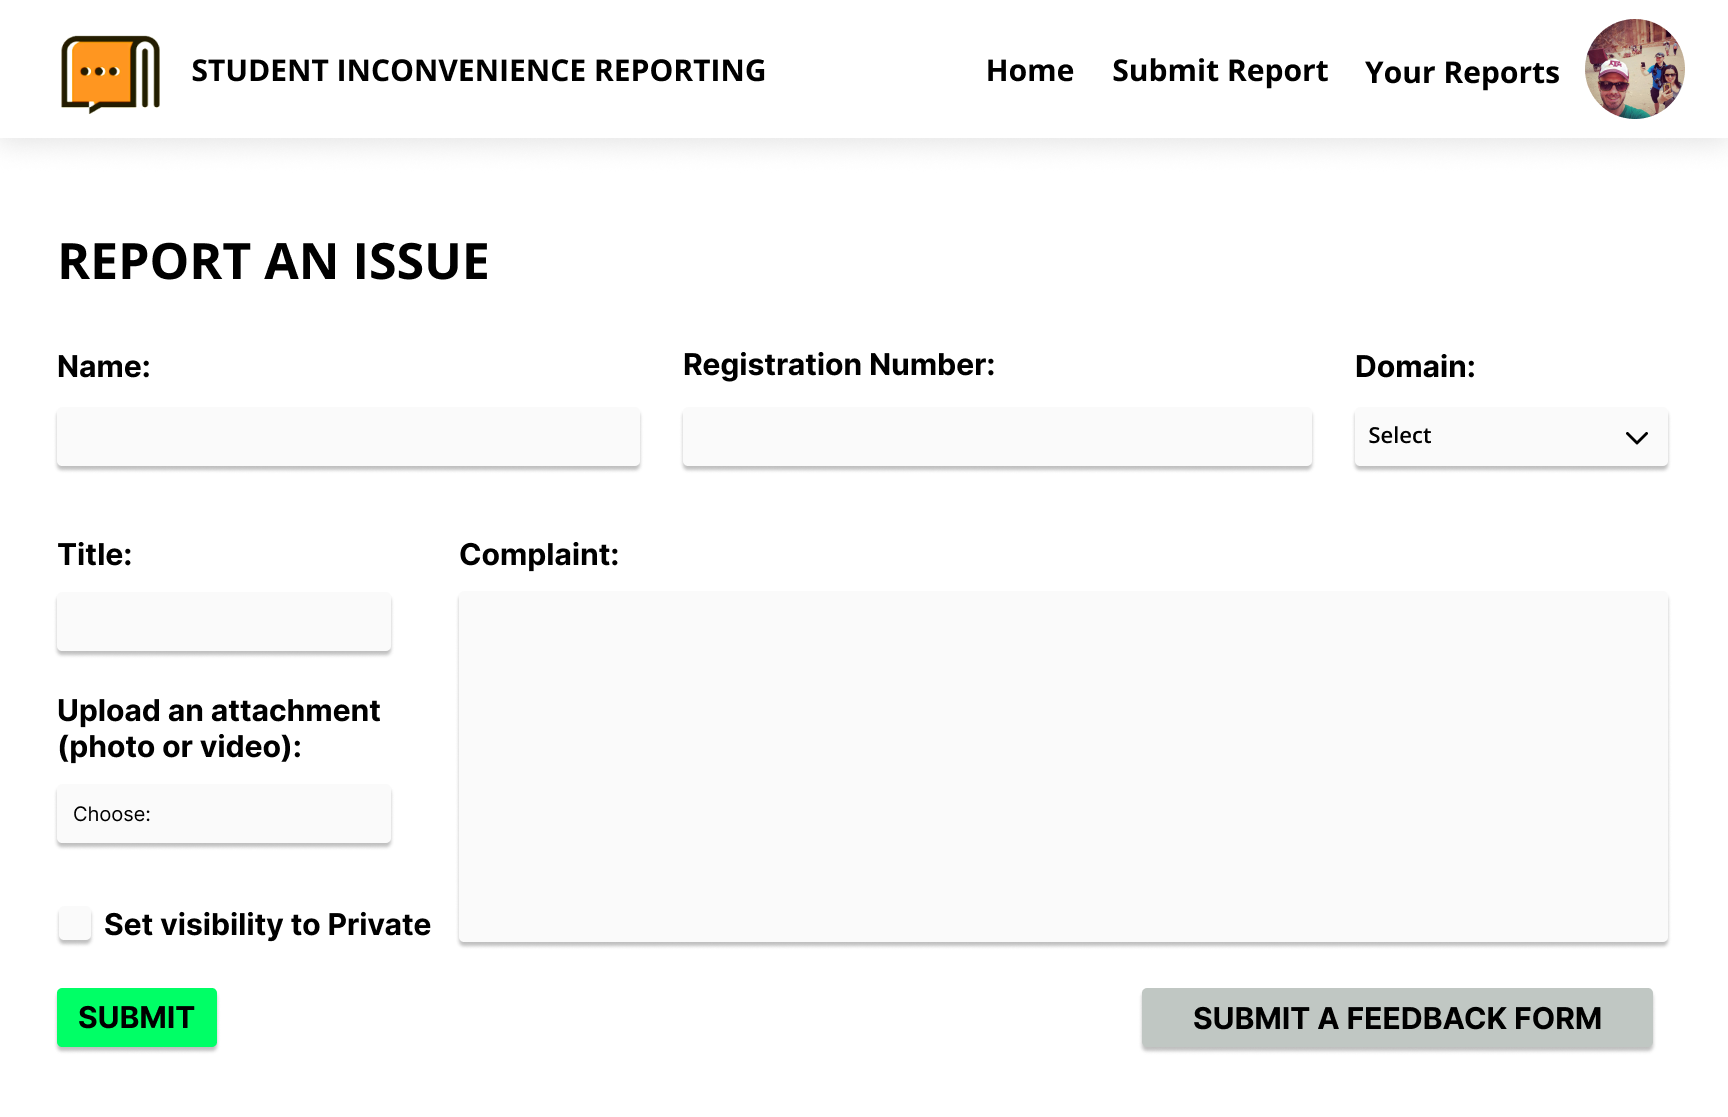 STUDENT INCONVENIENCE REPORTING
Home
Submit Report
Your Reports
REPORT AN ISSUE
Name:
Registration Number:
Domain:
Select
Title:
Complaint:
Upload an attachment
(photo or video):
Choose:
Set visibility to Private
SUBMIT
SUBMIT A FEEDBACK FORM